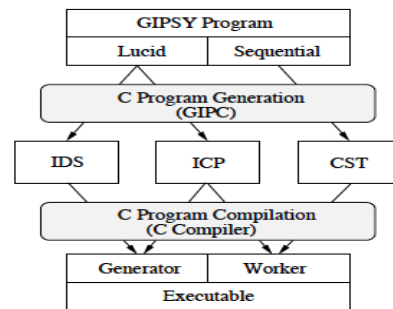 GIPSY Program
Lucid Sequential
C Program Generation
(GIPC)
IDS ICP CST
C Program Compilation
(C Compiler)
Generator Worker
Executable